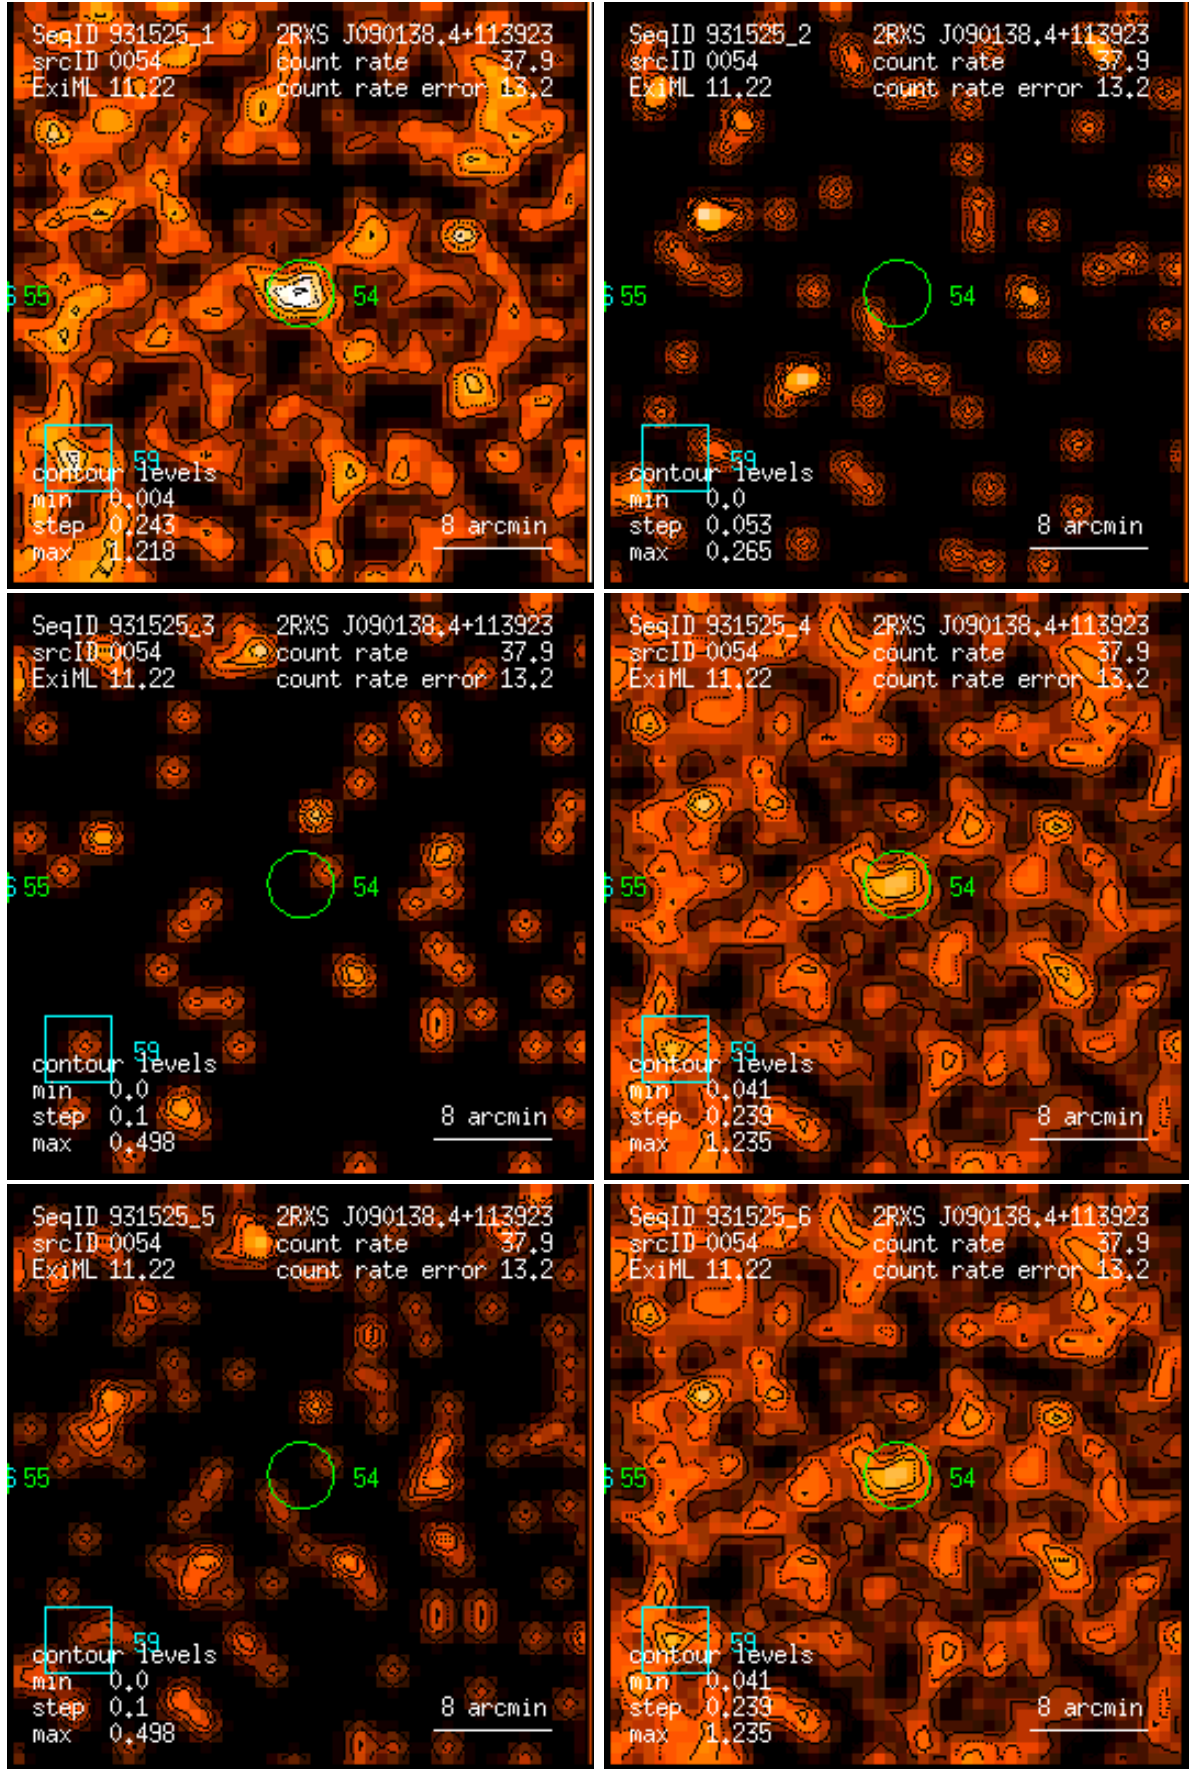 SeqID 931525_1 2RXS J090138.4+113923
srcID 0054 count rate 37.9
ExiML 11.22 count rate error 13.2
55 54
59
contour levels
min 0.004
step 0.243 8 arcmin
max 1.218
SeqID 931525_2 2RXS J090138.4+113923
srcID 0054 count rate 37.9
ExiML 11.22 count rate error 13.2
55 54
59
contour levels
min 0.0
step 0.053 8 arcmin
max 0.265
SeqID 931525_3 2RXS J090138.4+113923
srcID 0054 count rate 37.9
ExiML 11.22 count rate error 13.2
55 54
59
contour levels
min 0.0
step 0.1 8 arcmin
max 0.498
SeqID 931525_4 2RXS J090138.4+113923
srcID 0054 count rate 37.9
ExiML 11.22 count rate error 13.2
55 54
59
contour levels
min 0.041
step 0.239 8 arcmin
max 1.235
SeqID 931525_5 2RXS J090138.4+113923
srcID 0054 count rate 37.9
ExiML 11.22 count rate error 13.2
55 54
59
contour levels
min 0.0
step 0.1 8 arcmin
max 0.498
SeqID 931525_6 2RXS J090138.4+113923
srcID 0054 count rate 37.9
ExiML 11.22 count rate error 13.2
55 54
59
contour levels
min 0.041
step 0.239 8 arcmin
max 1.235